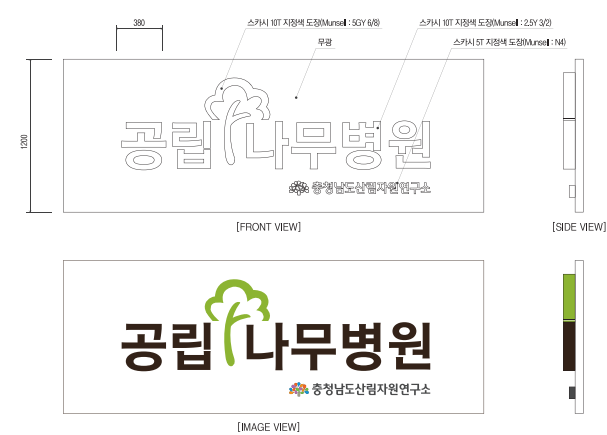 380
스카시 10T 지정색 도장(Munsell : 5GY 6/8)
스카시 10T 지정색 도장(Munsell : 2.5Y 3/2)
무광
스카시 5T 지정색 도장(Munsell : N4)
1200
공립 나무병원
충청남도산림자원연구소
[FRONT VIEW]
[SIDE VIEW]
공립 나무병원
충청남도산림자원연구소
[IMAGE VIEW]